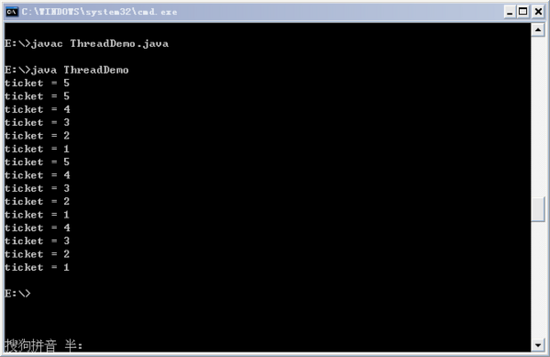 C:\WINDOWS\system32\cmd.exe
E:\>javac ThreadDemo.java
E:\>java ThreadDemo
ticket = 5
ticket = 5
ticket = 4
ticket = 3
ticket = 2
ticket = 1
ticket = 5
ticket = 4
ticket = 3
ticket = 2
ticket = 1
ticket = 4
ticket = 3
ticket = 2
ticket = 1
E:\>
搜狗拼音 半: